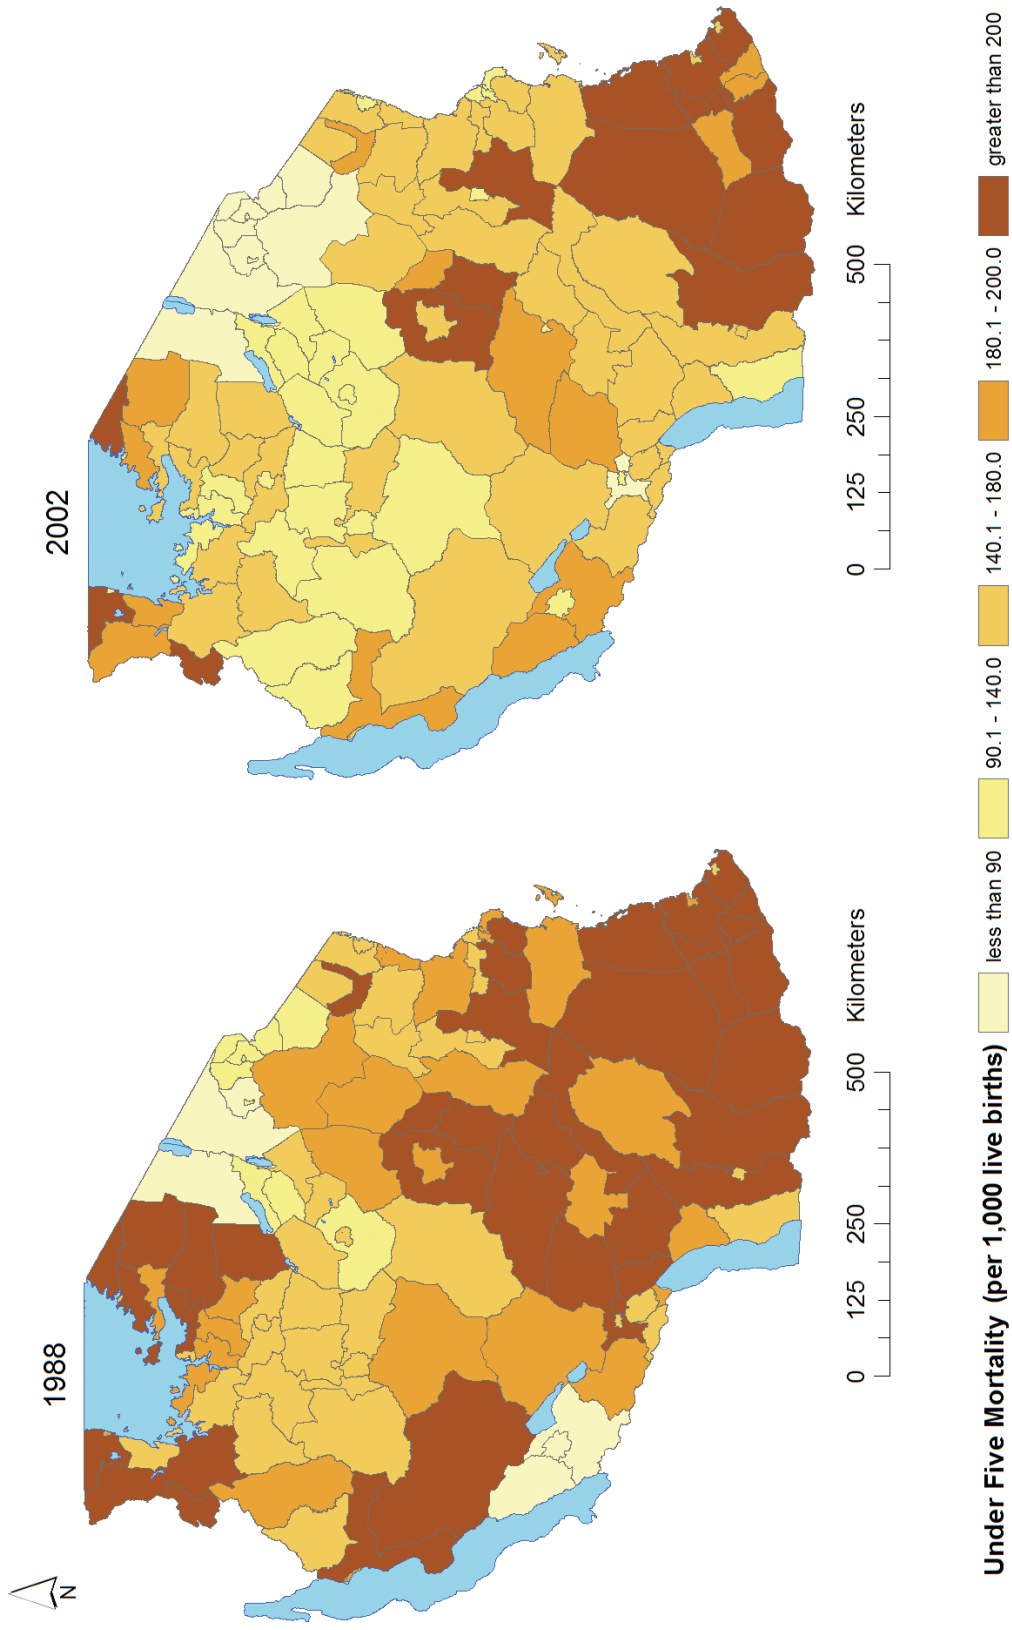 N
1988
2002
0 125 250 500 Kilometers
0 125 250 500 Kilometers
Under Five Mortality (per 1,000 live births) less than 90 90.1 - 140.0 140.1 - 180.0 180.1 - 200.0 greater than 200